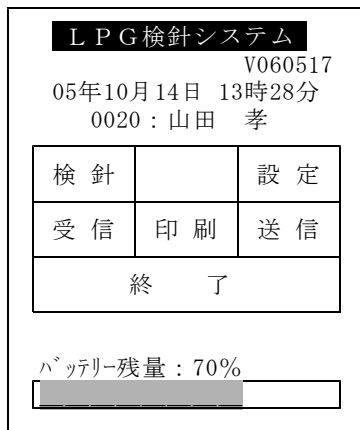 ＬＰＧ検針システム
V060517
05年10月14日 13時28分
0020：山田　孝
検 針　設 定
受 信　印 刷　送 信
終　了
ﾊﾞｯﾃﾘｰ残量：70%